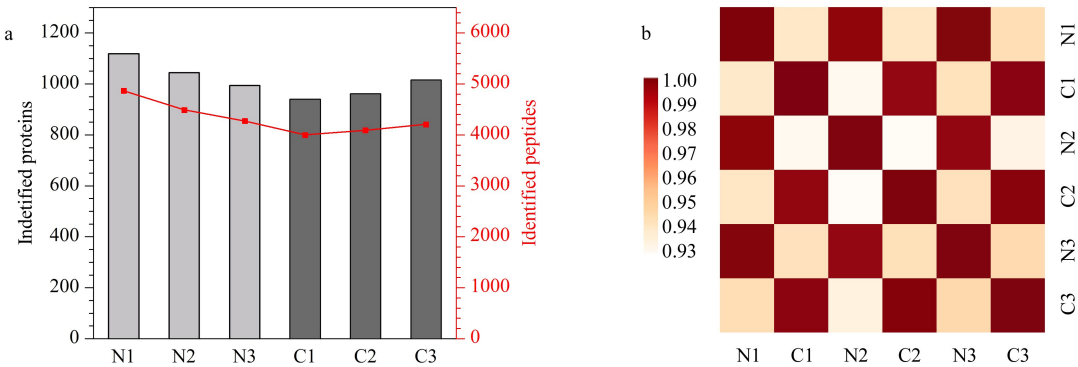 a
1200
1000
800
600
400
200
0
Indetified proteins
N1 N2 N3 C1 C2 C3
6000
5000
4000
3000
2000
1000
0
Identified peptides
b
1.00
0.99
0.98
0.97
0.96
0.95
0.94
0.93
N1
C1
N2
C2
N3
C3
N1 C1 N2 C2 N3 C3